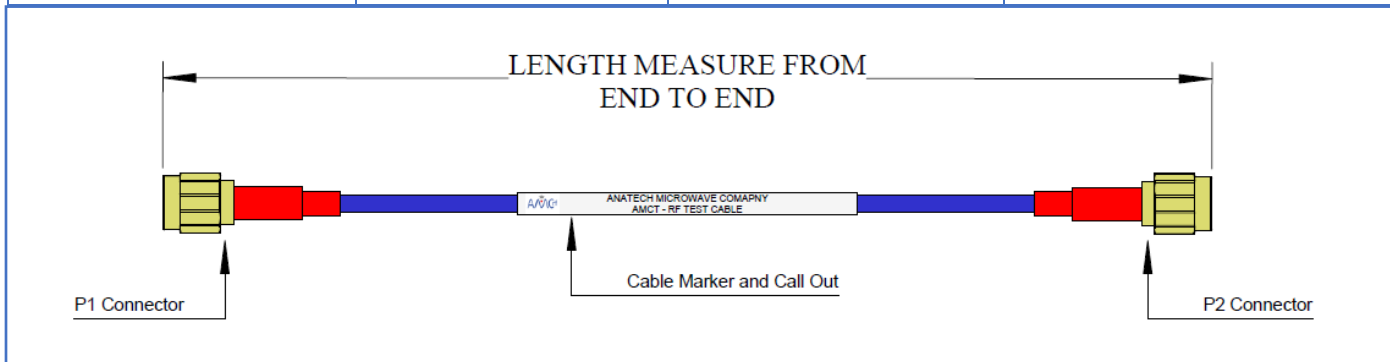 LENGTH MEASURE FROM
END TO END
AMCT
ANATECH MICROWAVE COMAPNY
AMCT - RF TEST CABLE
Cable Marker and Call Out
P1 Connector
P2 Connector